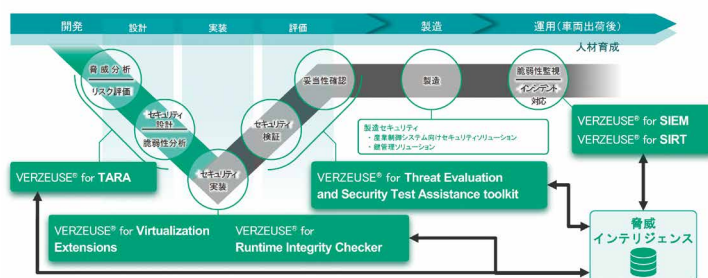 開発
設計
実装
評価
製造
運用(車両出荷後)
人材育成
脅威分析
リスク評価
セキュリティ
設計
脆弱性分析
セキュリティ
実装
セキュリティ
検証
妥当性確認
製造
脆弱性監視
インシデント
対応
製造セキュリティ
・産業制御システム向けセキュリティソリューション
・鍵管理ソリューション
VERZEUSE® for SIEM
VERZEUSE® for SIRT
VERZEUSE® for TARA
VERZEUSE® for Threat Evaluation
and Security Test Assistance toolkit
VERZEUSE® for Virtualization
Extensions
VERZEUSE® for
Runtime Integrity Checker
脅威
インテリジェンス